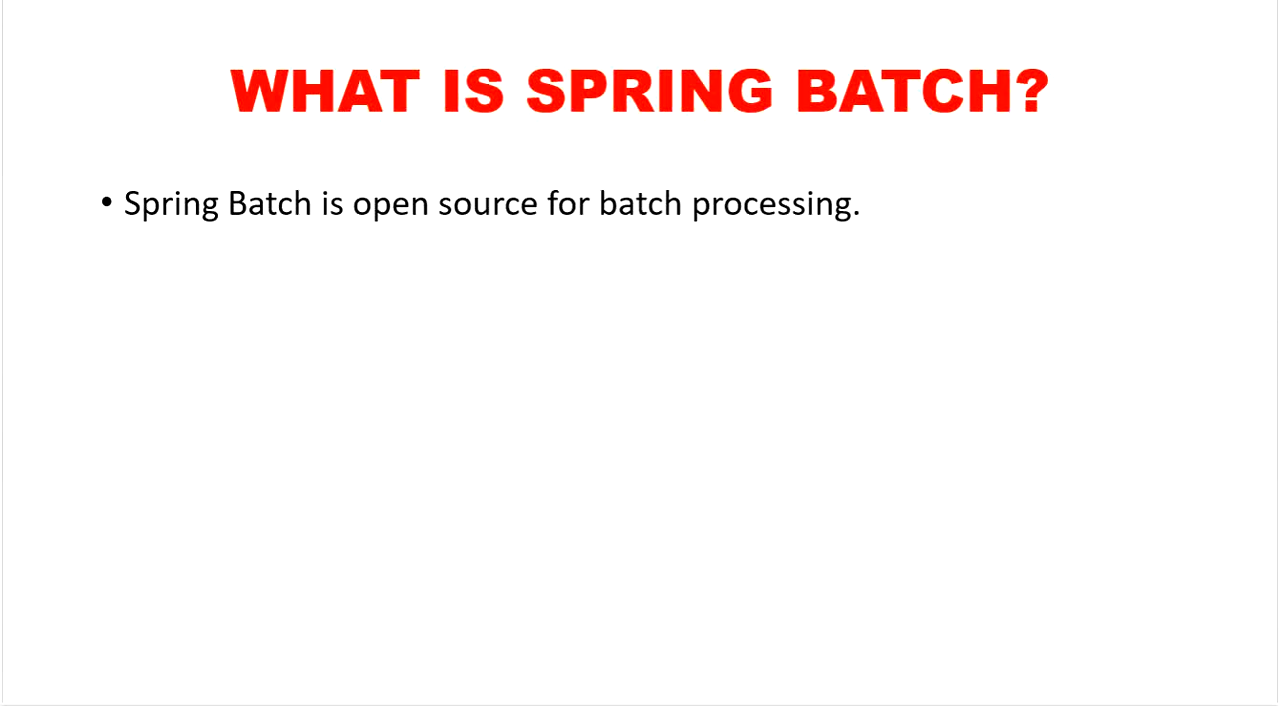 WHAT IS SPRING BATCH?
• Spring Batch is open source for batch processing.